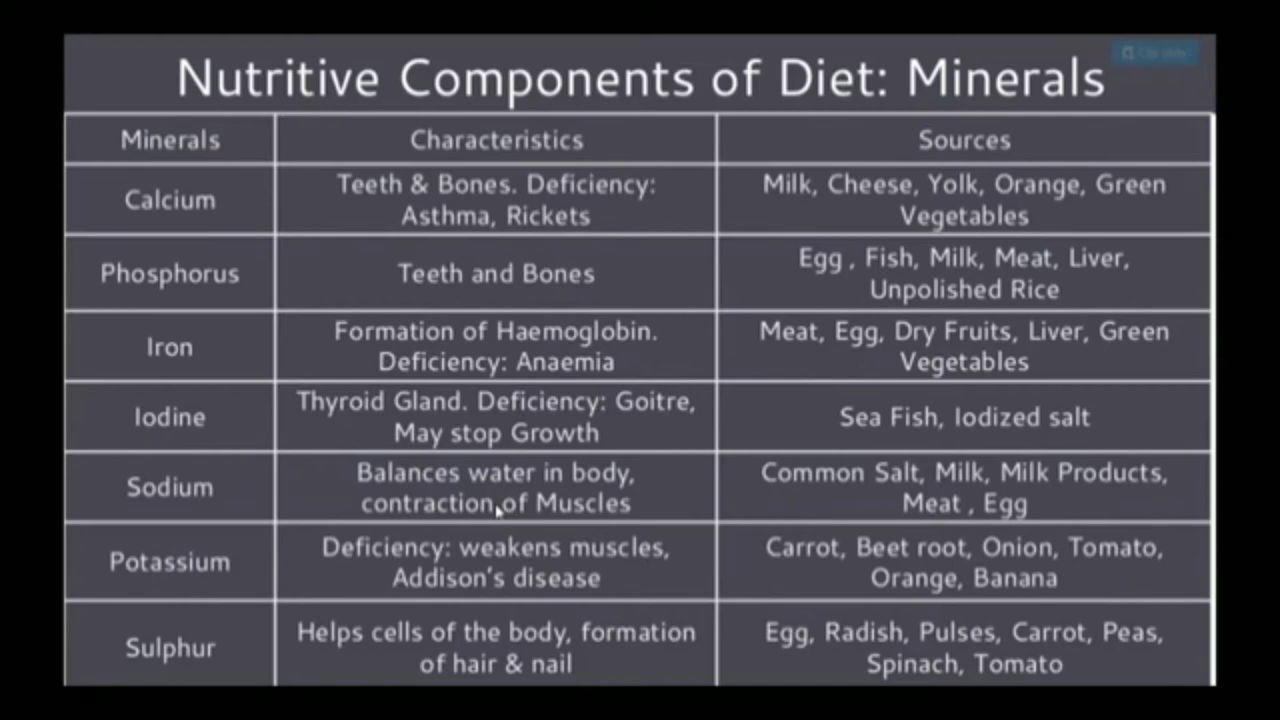 Nutritive Components of Diet: Minerals
Minerals
Characteristics
Sources
Calcium
Teeth & Bones. Deficiency:
Asthma, Rickets
Milk, Cheese, Yolk, Orange, Green
Vegetables
Phosphorus
Teeth and Bones
Egg , Fish, Milk, Meat, Liver,
Unpolished Rice
Iron
Formation of Haemoglobin.
Deficiency: Anaemia
Meat, Egg, Dry Fruits, Liver, Green
Vegetables
Iodine
Thyroid Gland. Deficiency: Goitre,
May stop Growth
Sea Fish, Iodized salt
Sodium
Balances water in body,
contraction of Muscles
Common Salt, Milk, Milk Products,
Meat , Egg
Potassium
Deficiency: weakens muscles,
Addison's disease
Carrot, Beet root, Onion, Tomato,
Orange, Banana
Sulphur
Helps cells of the body, formation
of hair & nail
Egg, Radish, Pulses, Carrot, Peas,
Spinach, Tomato